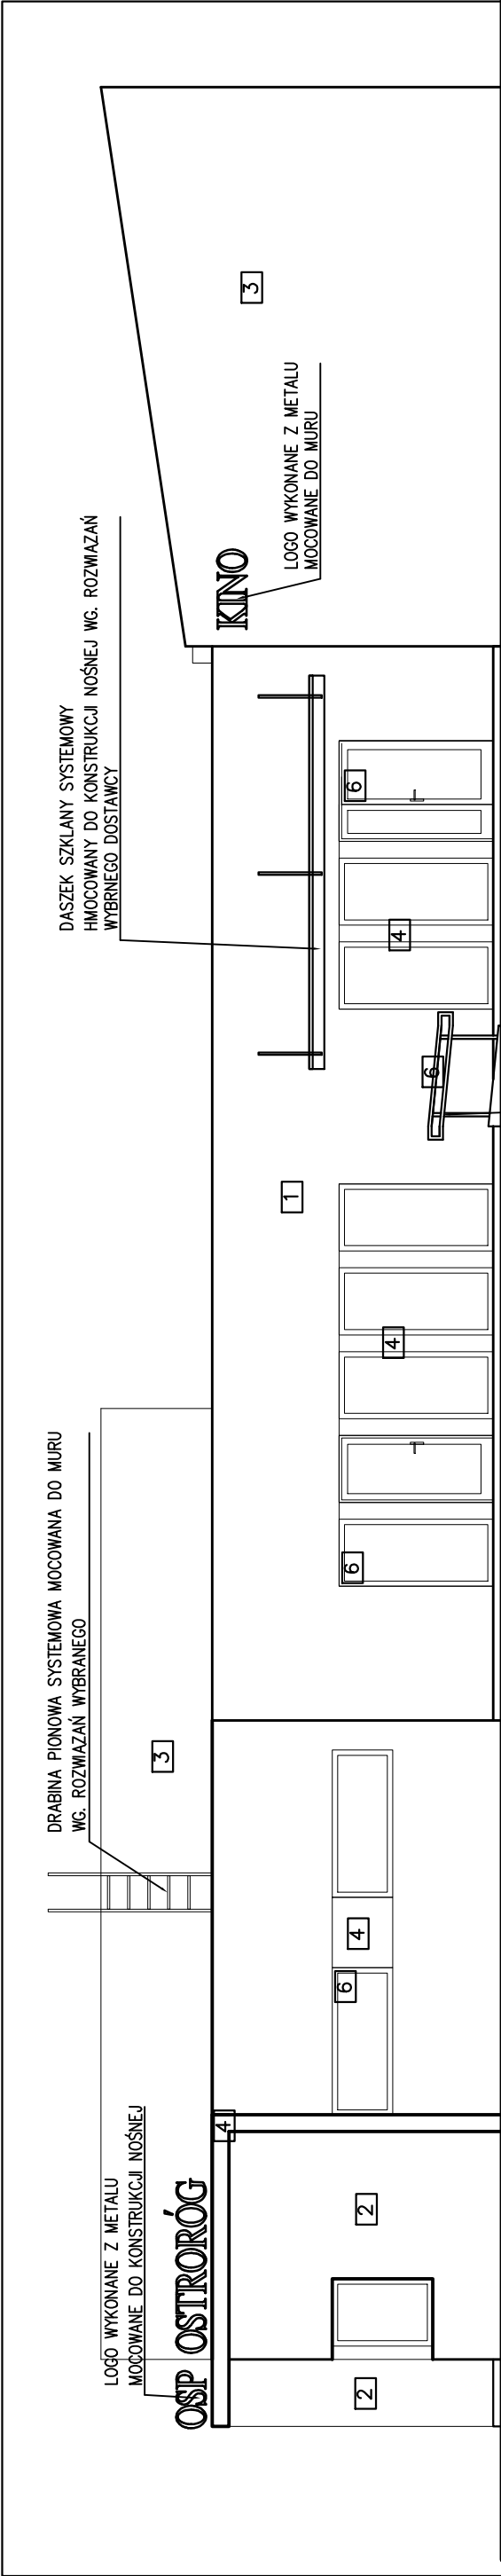 LOGO WYKONANE Z METALU
MOCOWANE DO KONSTRUKCJI NOŚNEJ
OSP OSTRORÓG
DRABINA PIONOWA SYSTEMOWA MOCOWANA DO MURU
WG. ROZWIĄZAŃ WYBRANEGO
DASZEK SZKLANY SYSTEMOWY
HMOCOWANY DO KONSTRUKCJI NOŚNEJ WG. ROZWIĄZAŃ
WYBRNEGO DOSTAWCY
KINO
LOGO WYKONANE Z METALU
MOCOWANE DO MURU
2
2
4
6
4
3
6
4
1
6
4
6
3